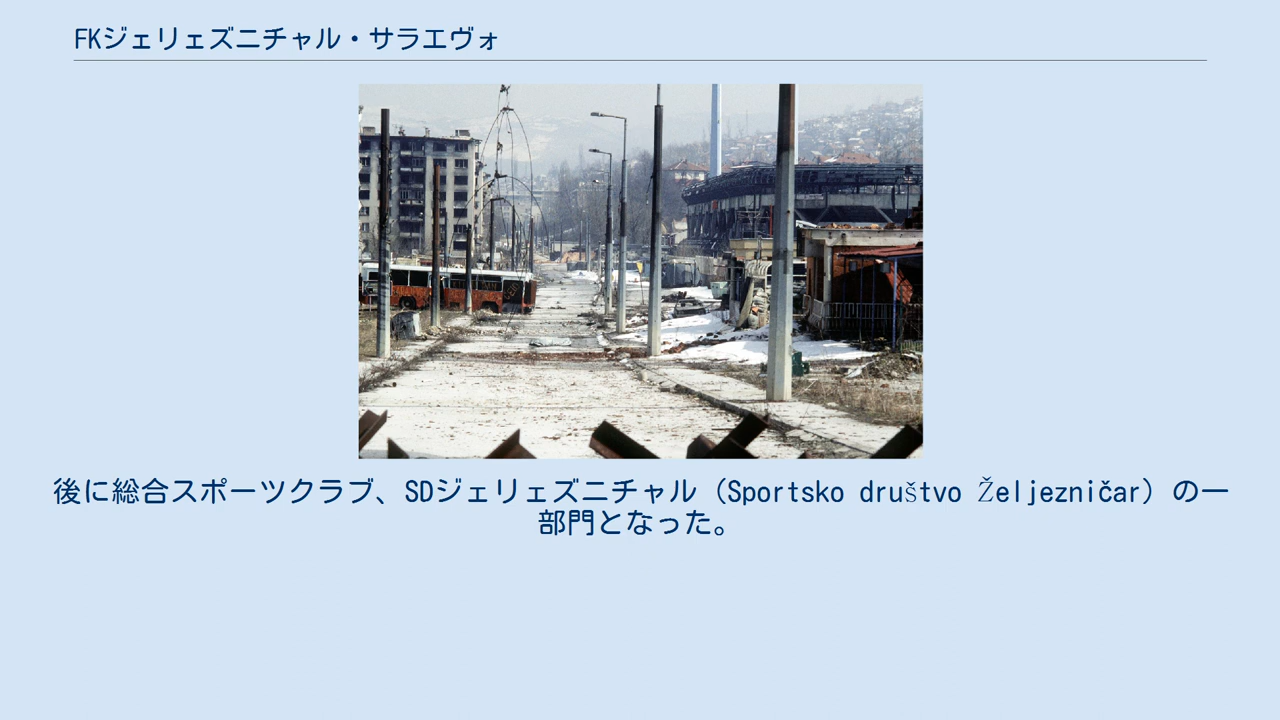 FKジェリェズニチャル・サラエヴォ
後に総合スポーツクラブ、SDジェリェズニチャル（Sportsko društvo Željezničar）の一
部門となった。